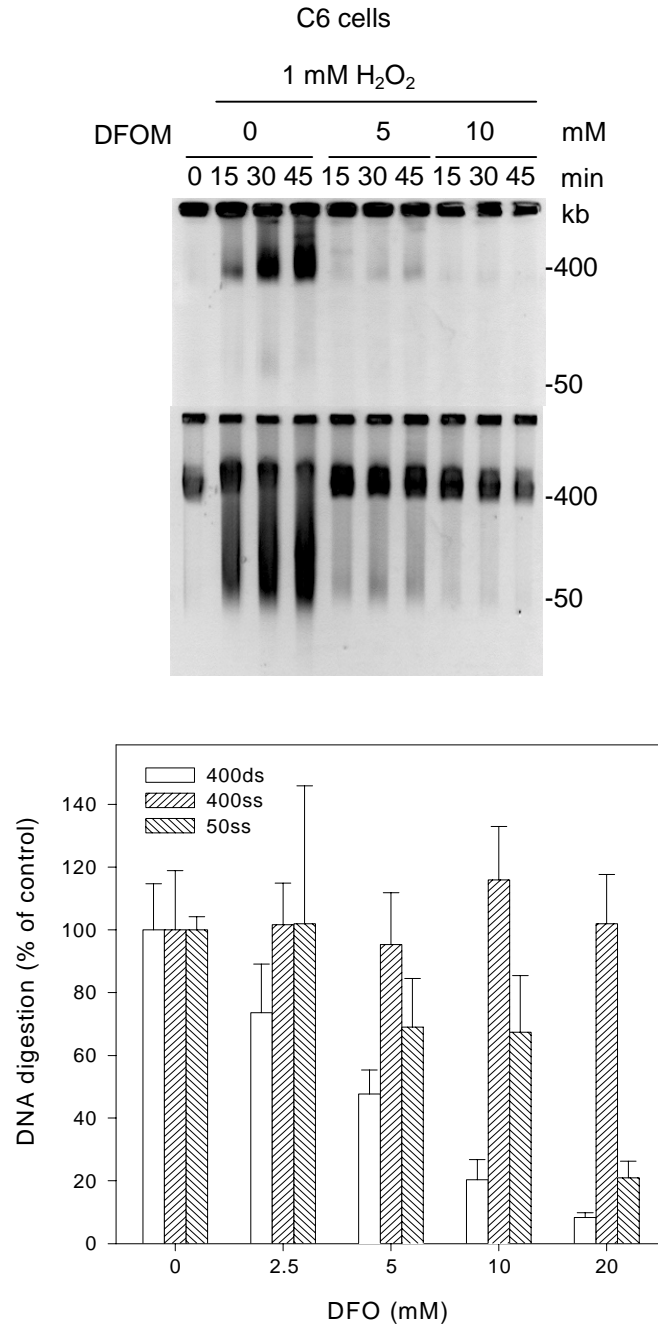 C6 cells
1 mM H₂O₂
DFOM 0 5 10 mM
0 15 30 45 15 30 45 15 30 45 min
kb
-400
-50
-400
-50
400ds
400ss
50ss
DNA digestion (% of control)
140
120
100
80
60
40
20
0
0 2.5 5 10 20
DFO (mM)